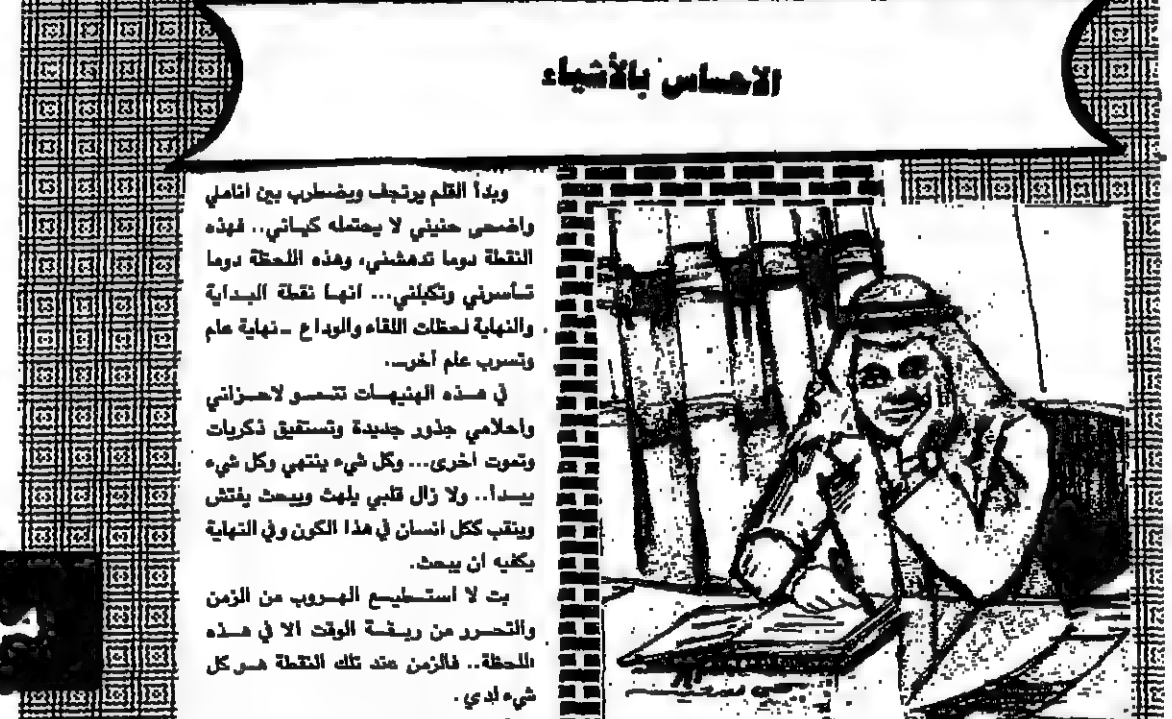 الاحساس بالأشياء
وبدأ القلم يرتجف ويضطرب بين اناملي
واضحى حنيني لا يحتمله كياني.. فهذه
النقطة دوما تدهشني، وهذه اللحظة دوما
تأسرني وتكبلني... انها نقطة البداية
والنهاية لحظات اللقاء والوداع ـ نهاية عام
وتسرب عام آخر...
في هذه الهنيهات تنمو لاحزاني
واحلامي جذور جديدة وتستفيق ذكريات
وتموت اخرى... وكل شيء ينتهي وكل شيء
يبدأ.. ولا زال قلبي يلهث ويبحث يفتش
وينقب ككل انسان في هذا الكون وفي النهاية
يكفيه ان يبحث.
بت لا استطيع الهروب من الزمن
والتحرر من ربقة الوقت الا في هذه
اللحظة.. فالزمن عند تلك النقطة هو كل
شيء لدي.